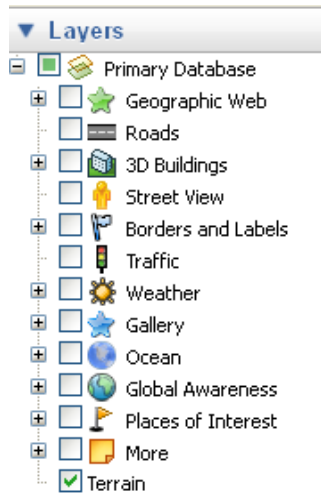 Layers
Primary Database
Geographic Web
Roads
3D Buildings
Street View
Borders and Labels
Traffic
Weather
Gallery
Ocean
Global Awareness
Places of Interest
More
Terrain